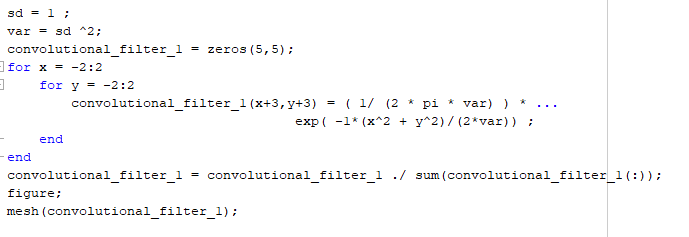 sd = 1 ;
var = sd ^2;
convolutional_filter_1 = zeros(5,5);
for x = -2:2
    for y = -2:2
        convolutional_filter_1(x+3,y+3) = ( 1/ (2 * pi * var) ) * ...
                                    exp( -1*(x^2 + y^2)/(2*var)) ;
    end
end
convolutional_filter_1 = convolutional_filter_1 ./ sum(convolutional_filter_1(:));
figure;
mesh(convolutional_filter_1);